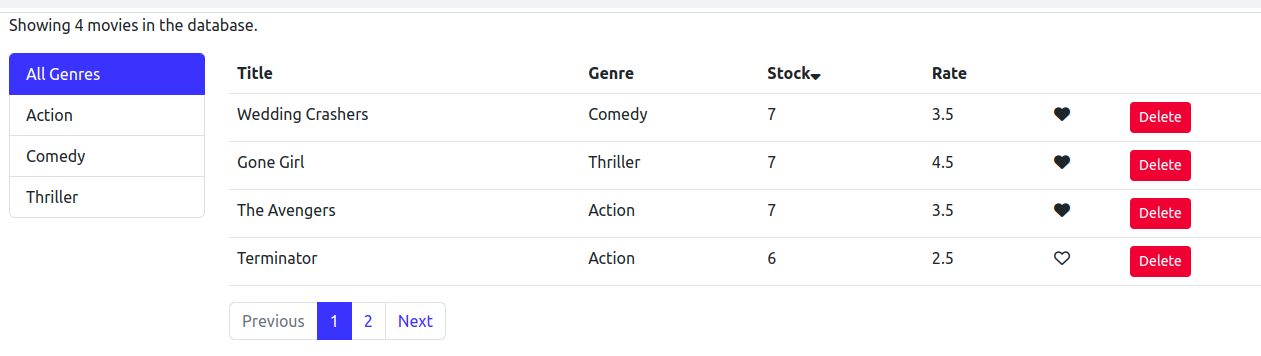 Showing 4 movies in the database.
All Genres
Action
Comedy
Thriller
Title Genre Stock Rate
Wedding Crashers Comedy 7 3.5 Delete
Gone Girl Thriller 7 4.5 Delete
The Avengers Action 7 3.5 Delete
Terminator Action 6 2.5 Delete
Previous 1 2 Next